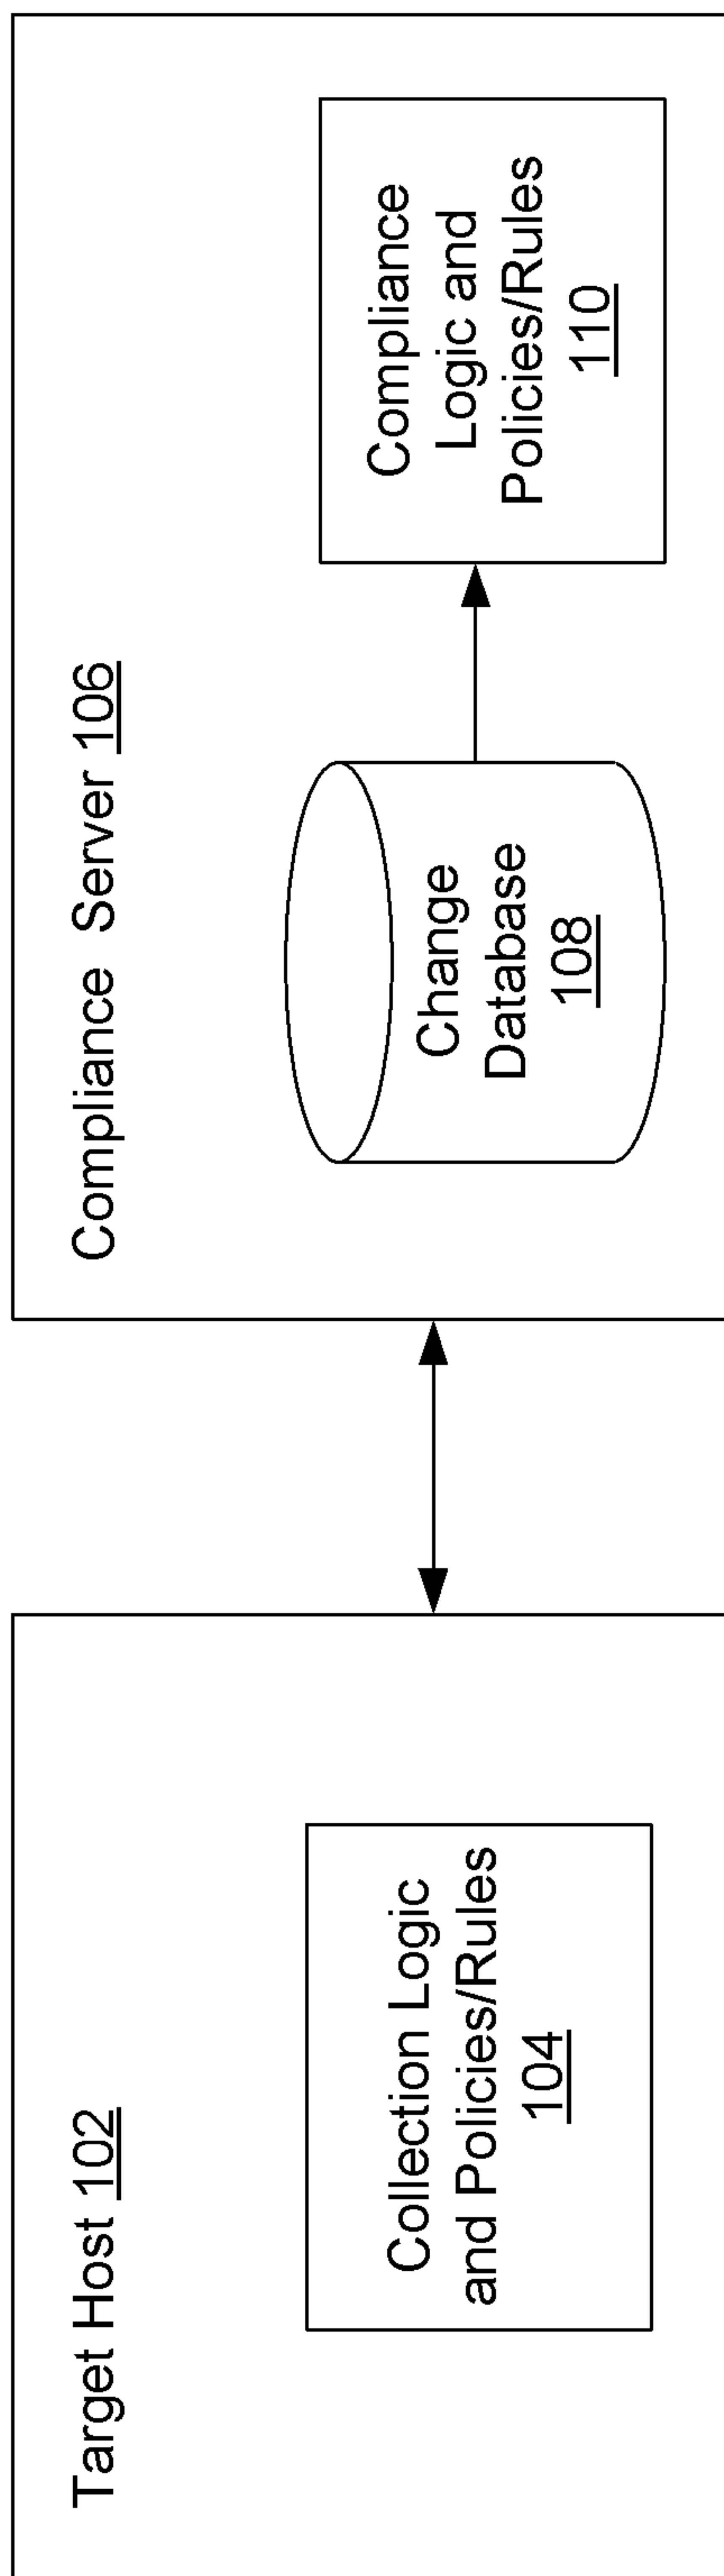 Target Host 102
Collection Logic
and Policies/Rules
104
Compliance Server 106
Change
Database
108
Compliance
Logic and
Policies/Rules
110